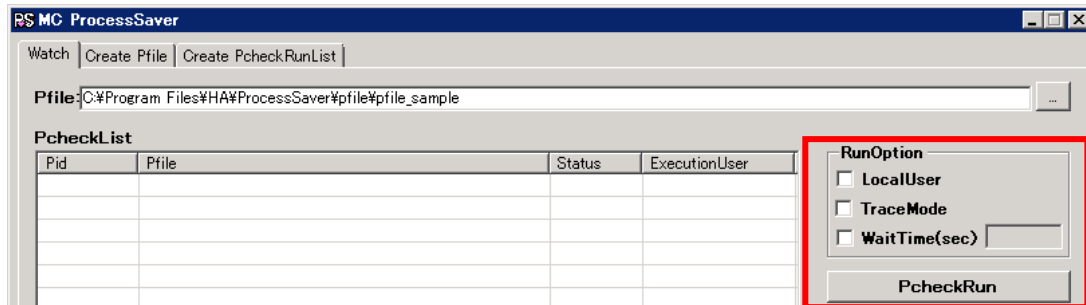 PS MC ProcessSaver
Watch Create Pfile Create PcheckRunList
Pfile: C:¥Program Files¥HA¥ProcessSaver¥pfile¥pfile_sample ...
PcheckList
Pid Pfile Status ExecutionUser
RunOption
LocalUser
TraceMode
WaitTime(sec)
PcheckRun